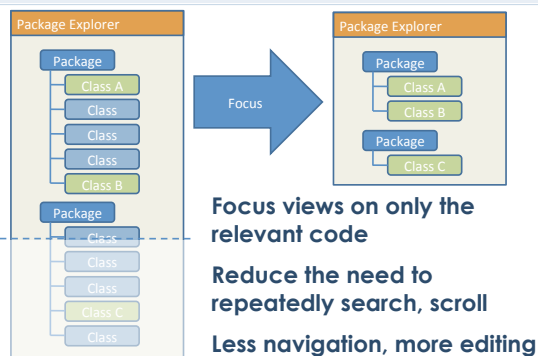 Package Explorer
Package
Class A
Class
Class
Class
Class B
Package
Class
Class
Class
Class C
Class
Focus
Package Explorer
Package
Class A
Class B
Package
Class C
Focus views on only the
relevant code
Reduce the need to
repeatedly search, scroll
Less navigation, more editing